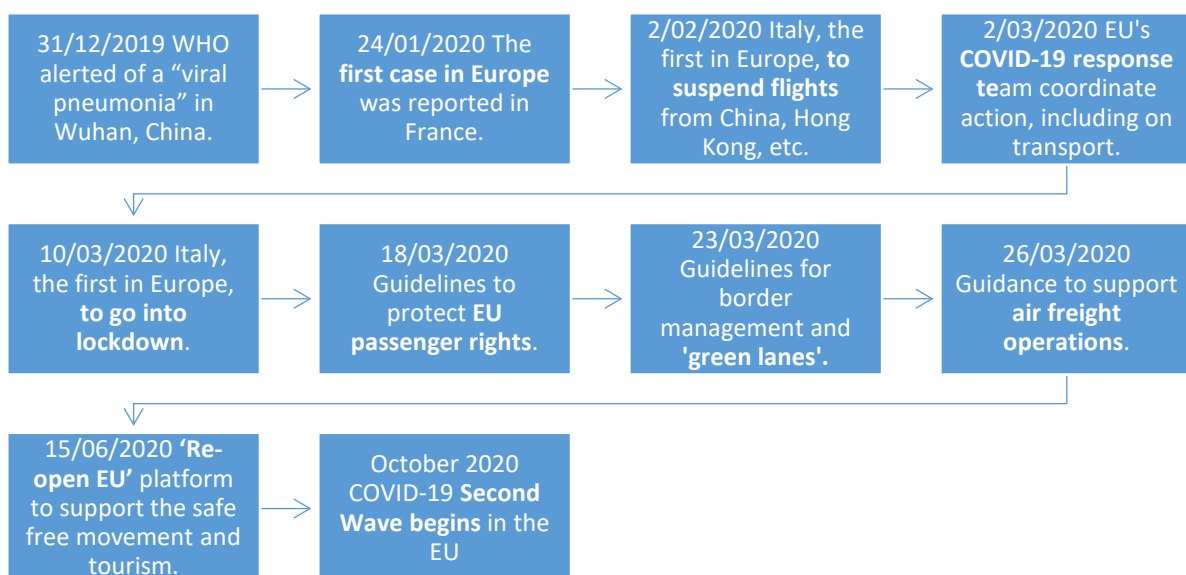 31/12/2019 WHO
alerted of a “viral
pneumonia” in
Wuhan, China.
24/01/2020 The
first case in Europe
was reported in
France.
2/02/2020 Italy, the
first in Europe, to
suspend flights
from China, Hong
Kong, etc.
2/03/2020 EU's
COVID-19 response
team coordinate
action, including on
transport.
10/03/2020 Italy,
the first in Europe,
to go into
lockdown.
18/03/2020
Guidelines to
protect EU
passenger rights.
23/03/2020
Guidelines for
border
management and
'green lanes'.
26/03/2020
Guidance to support
air freight
operations.
15/06/2020 ‘Re-
open EU’ platform
to support the safe
free movement and
tourism.
October 2020
COVID-19 Second
Wave begins in the
EU